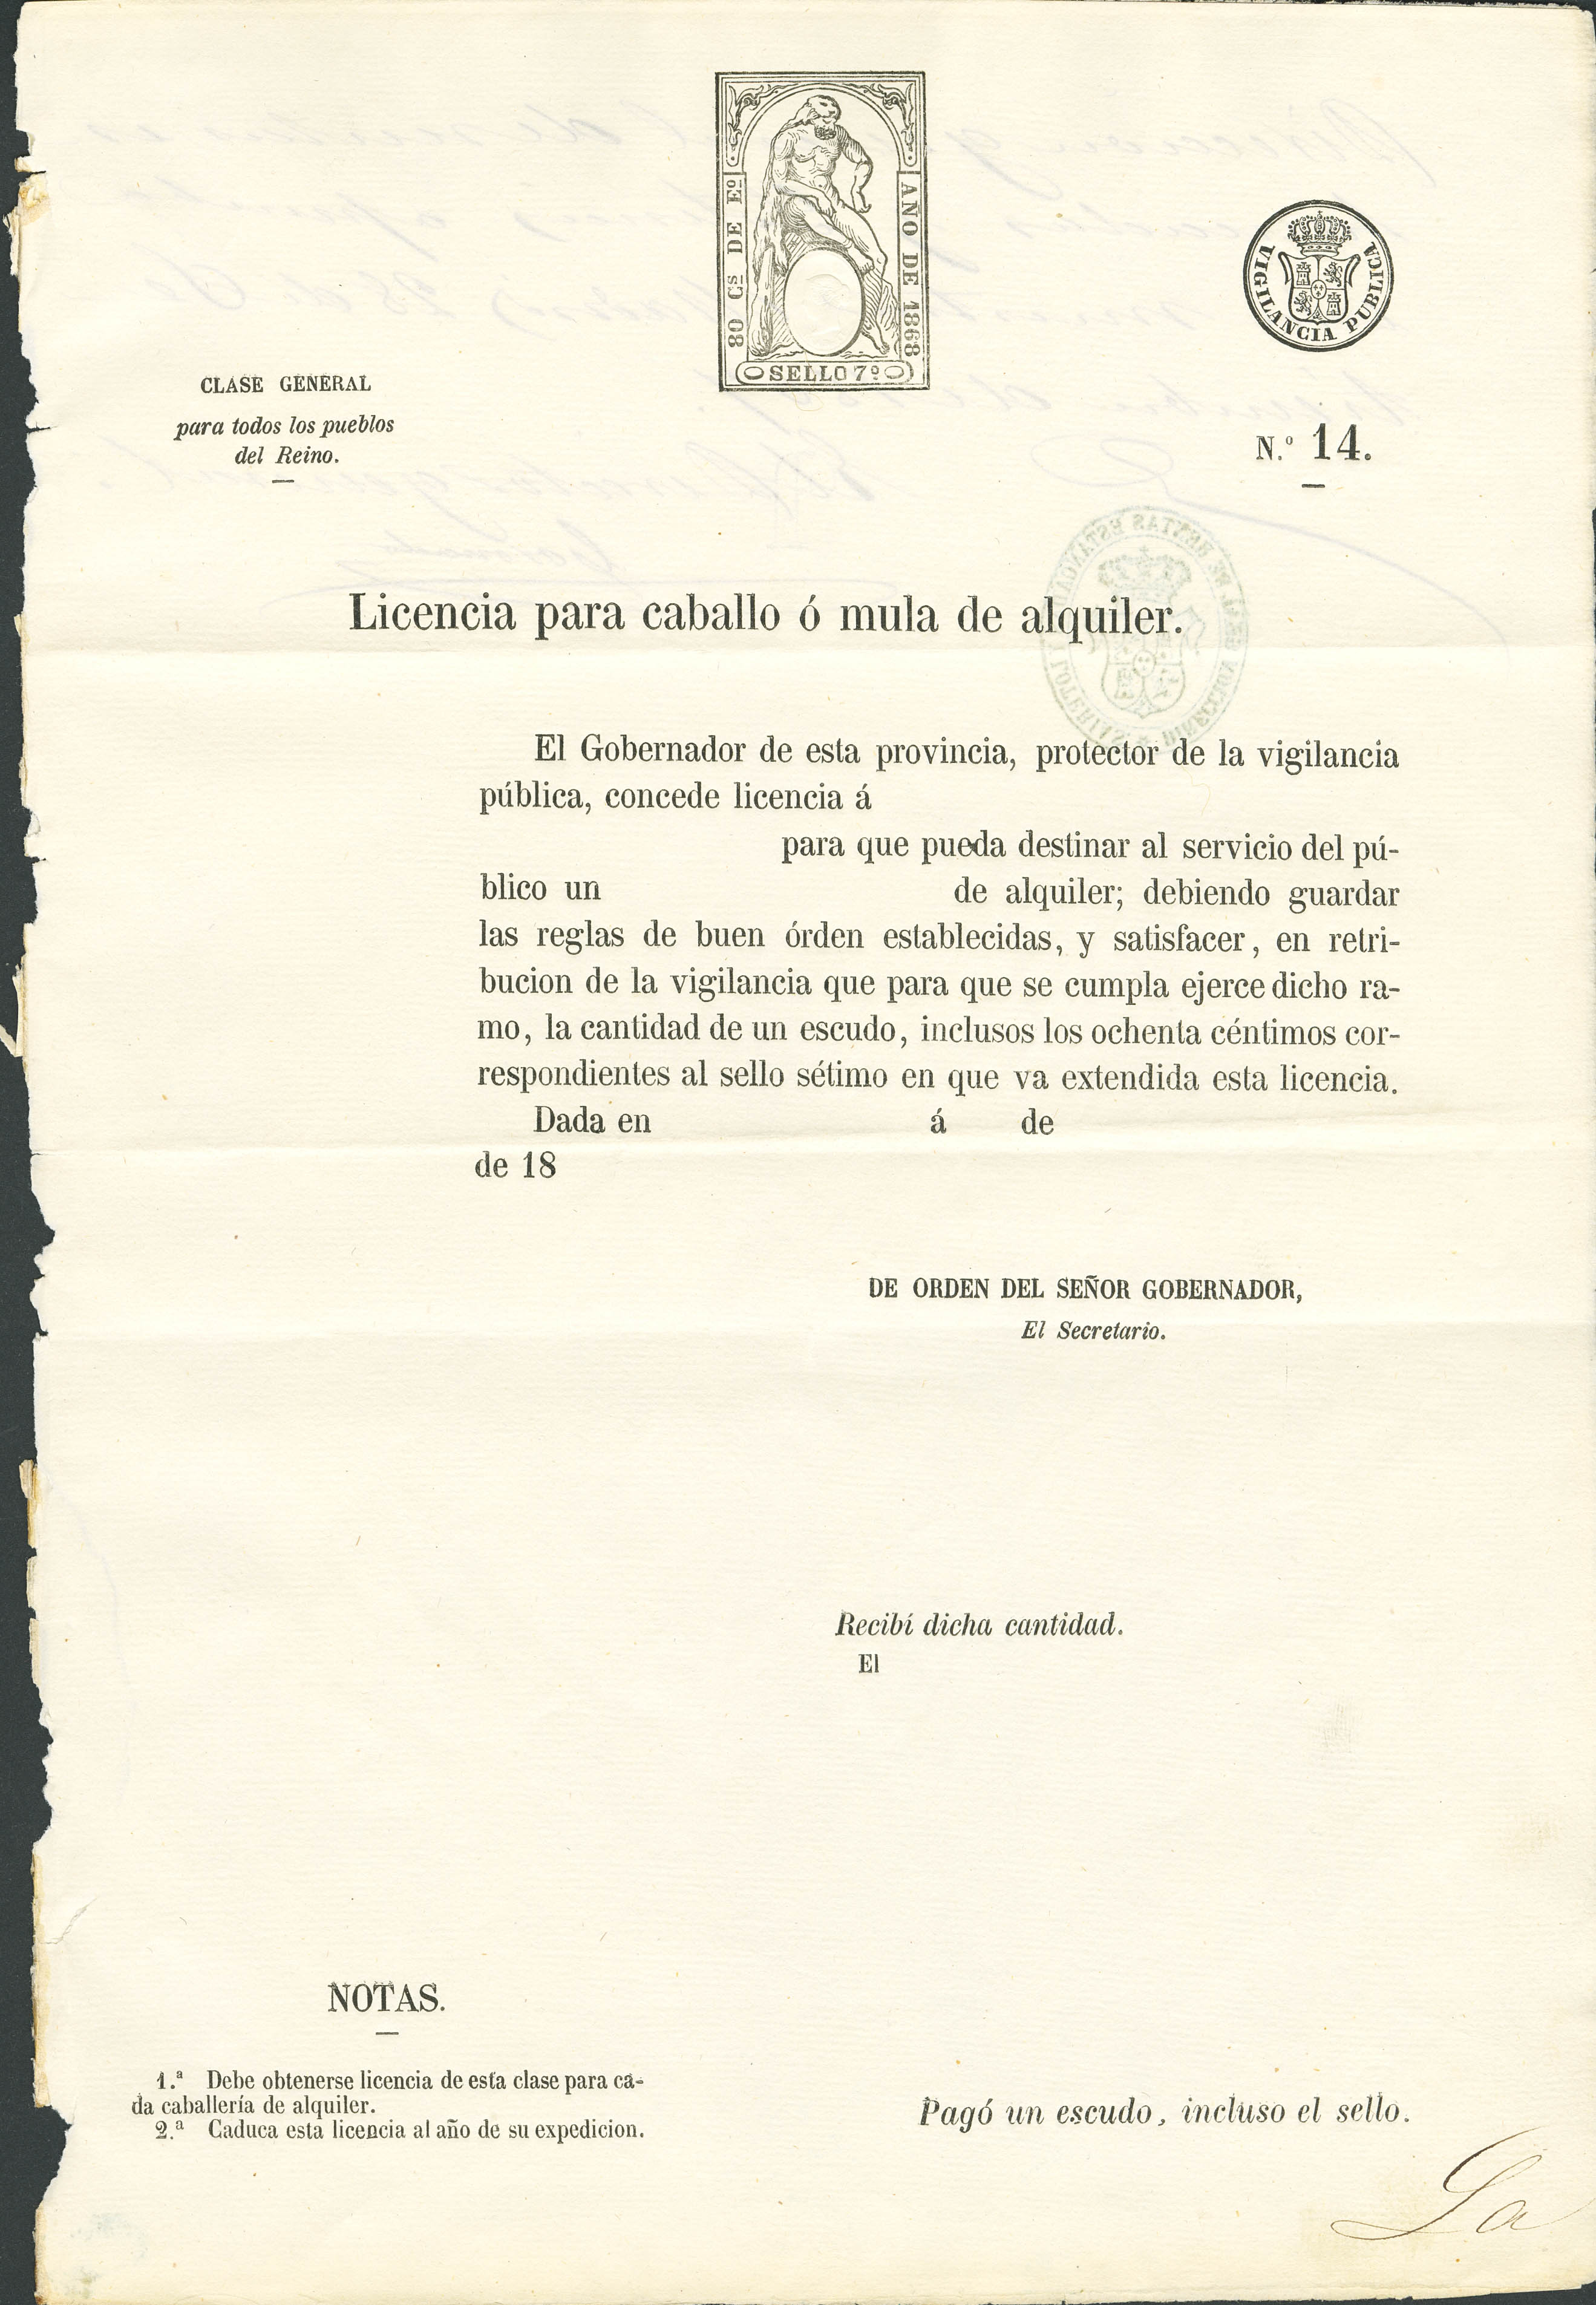 80 Cs DE Eo
AÑO DE 1868
SELLO 7º
VIGILANCIA PUBLICA
CLASE GENERAL
para todos los pueblos
del Reino.
N.º 14.
Licencia para caballo ó mula de alquiler.
El Gobernador de esta provincia, protector de la vigilancia
pública, concede licencia á
para que pueda destinar al servicio del pú-
blico un de alquiler; debiendo guardar
las reglas de buen órden establecidas, y satisfacer, en retri-
bucion de la vigilancia que para que se cumpla ejerce dicho ra-
mo, la cantidad de un escudo, inclusos los ochenta céntimos cor-
respondientes al sello sétimo en que va extendida esta licencia.
Dada en á de
de 18
DE ORDEN DEL SEÑOR GOBERNADOR,
El Secretario.
Recibí dicha cantidad.
El
NOTAS.
1.ª Debe obtenerse licencia de esta clase para ca-
da caballería de alquiler.
2.ª Caduca esta licencia al año de su expedicion.
Pagó un escudo, incluso el sello.
La